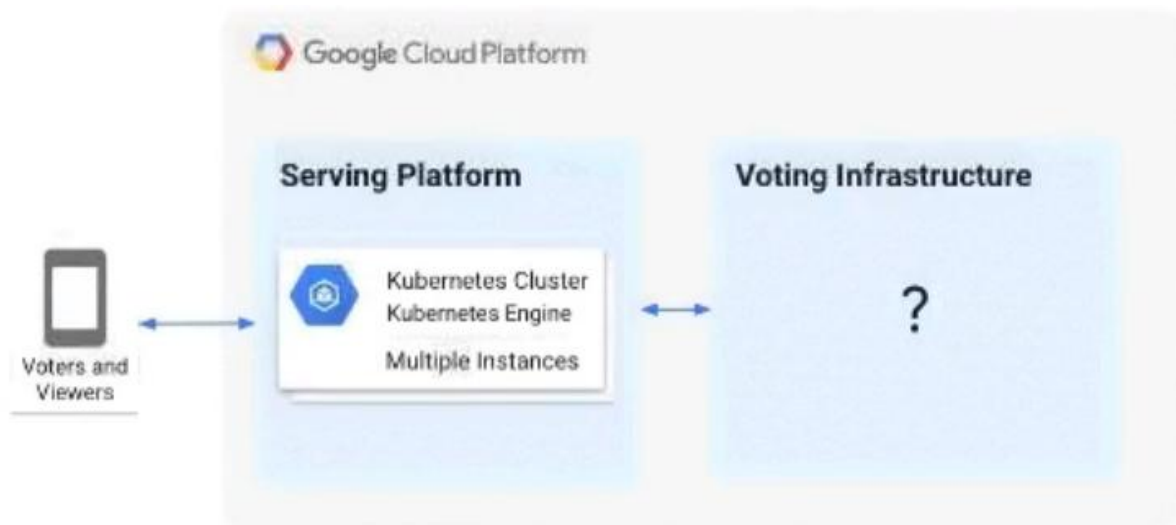 Google Cloud Platform
Serving Platform
Kubernetes Cluster
Kubernetes Engine
Multiple Instances
Voting Infrastructure
?
Voters and
Viewers